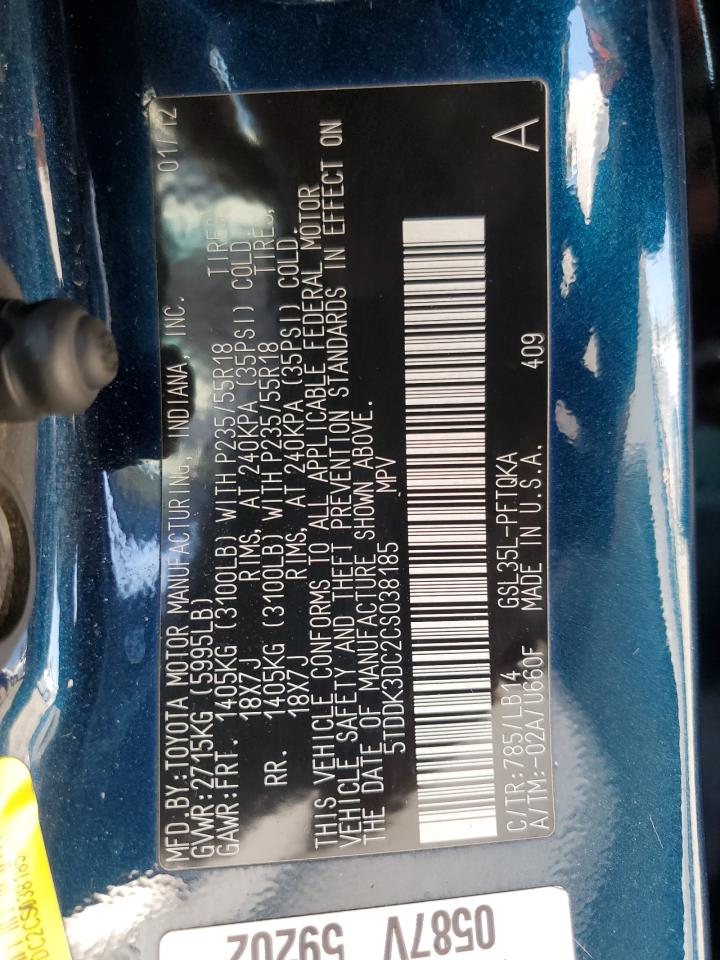 MFD.BY:TOYOTA MOTOR MANUFACTURING, INDIANA, INC. 01/12
GVWR:2715KG (5995LB)
GAWR:FRT. 1405KG (3100LB) WITH P235/55R18 TIRES,
18X7J RIMS, AT 240KPA (35PSI) COLD
RR. 1405KG (3100LB) WITH P235/55R18 TIRES,
18X7J RIMS, AT 240KPA (35PSI) COLD.
THIS VEHICLE CONFORMS TO ALL APPLICABLE FEDERAL MOTOR
VEHICLE SAFETY AND THEFT PREVENTION STANDARDS IN EFFECT ON
THE DATE OF MANUFACTURE SHOWN ABOVE.
5TDDK3DC2CS038185 MPV
C/TR:785/LB14 GSL35L-PFTQKA A
A/TM:-02A/U660F MADE IN U.S.A. 409
0587V
59202